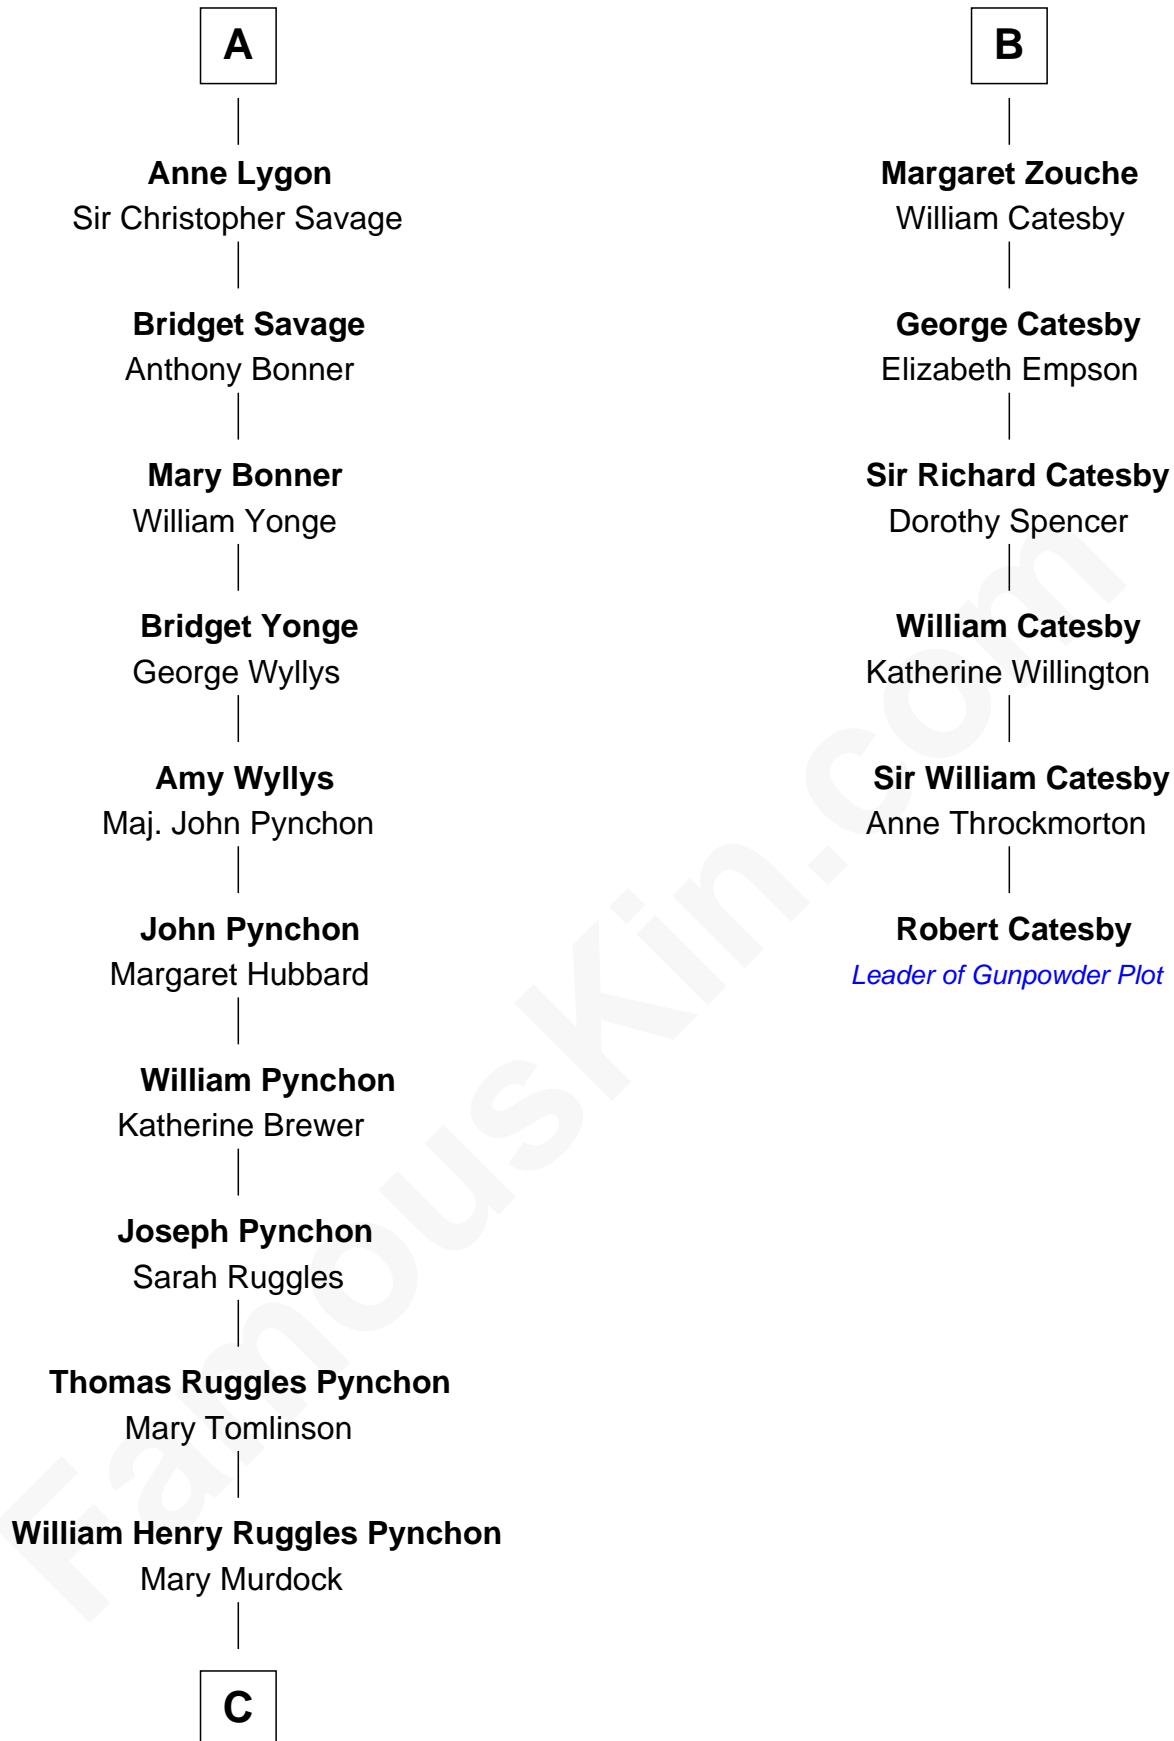 A
Anne Lygon
Sir Christopher Savage
Bridget Savage
Anthony Bonner
Mary Bonner
William Yonge
Bridget Yonge
George Wyllys
Amy Wyllys
Maj. John Pynchon
John Pynchon
Margaret Hubbard
William Pynchon
Katherine Brewer
Joseph Pynchon
Sarah Ruggles
Thomas Ruggles Pynchon
Mary Tomlinson
William Henry Ruggles Pynchon
Mary Murdock
C
B
Margaret Zouche
William Catesby
George Catesby
Elizabeth Empson
Sir Richard Catesby
Dorothy Spencer
William Catesby
Katherine Willington
Sir William Catesby
Anne Throckmorton
Robert Catesby
Leader of Gunpowder Plot
FamousKin.com